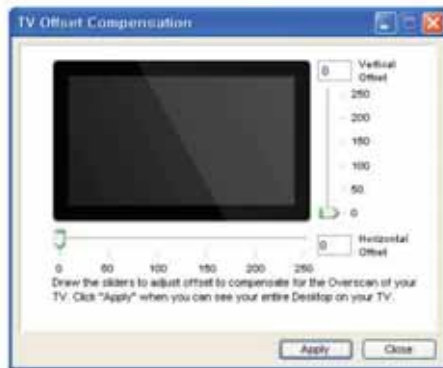 TV Offset Compensation
0 Vertical Offset
250
200
150
100
50
0
0 Horizontal Offset
0 50 100 150 200 250
Draw the sliders to adjust offset to compensate for the Overscan of your
TV. Click "Apply" when you can see your entire Desktop on your TV.
Apply Close